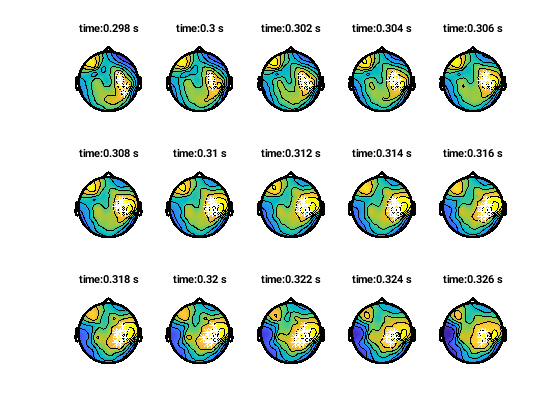 time:0.298 s time:0.3 s time:0.302 s time:0.304 s time:0.306 s
time:0.308 s time:0.31 s time:0.312 s time:0.314 s time:0.316 s
time:0.318 s time:0.32 s time:0.322 s time:0.324 s time:0.326 s